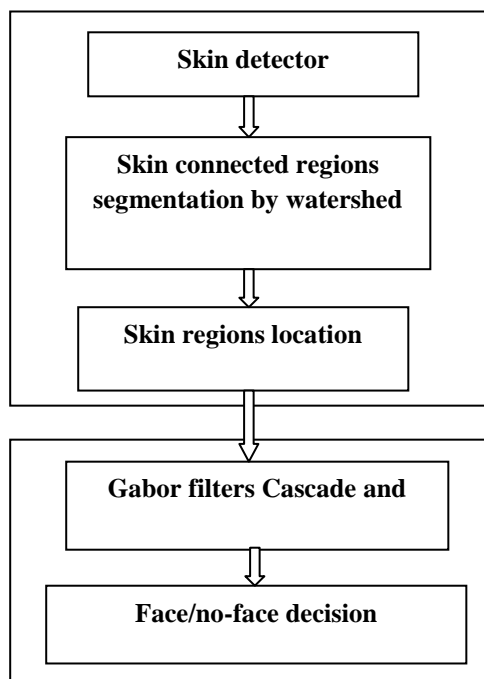 Skin detector
Skin connected regions
segmentation by watershed
Skin regions location
Gabor filters Cascade and
Face/no-face decision